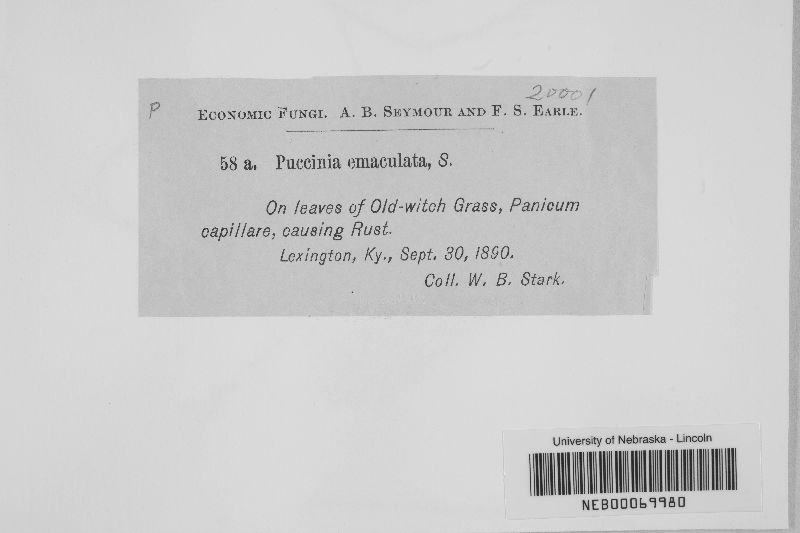 P
20001
ECONOMIC FUNGI. A. B. SEYMOUR AND F. S. EARLE.
58 a. Puccinia emaculata, S.
On leaves of Old-witch Grass, Panicum
capillare, causing Rust.
Lexington, Ky., Sept. 30, 1890.
Coll. W. B. Stark.
University of Nebraska - Lincoln
NEB00069980